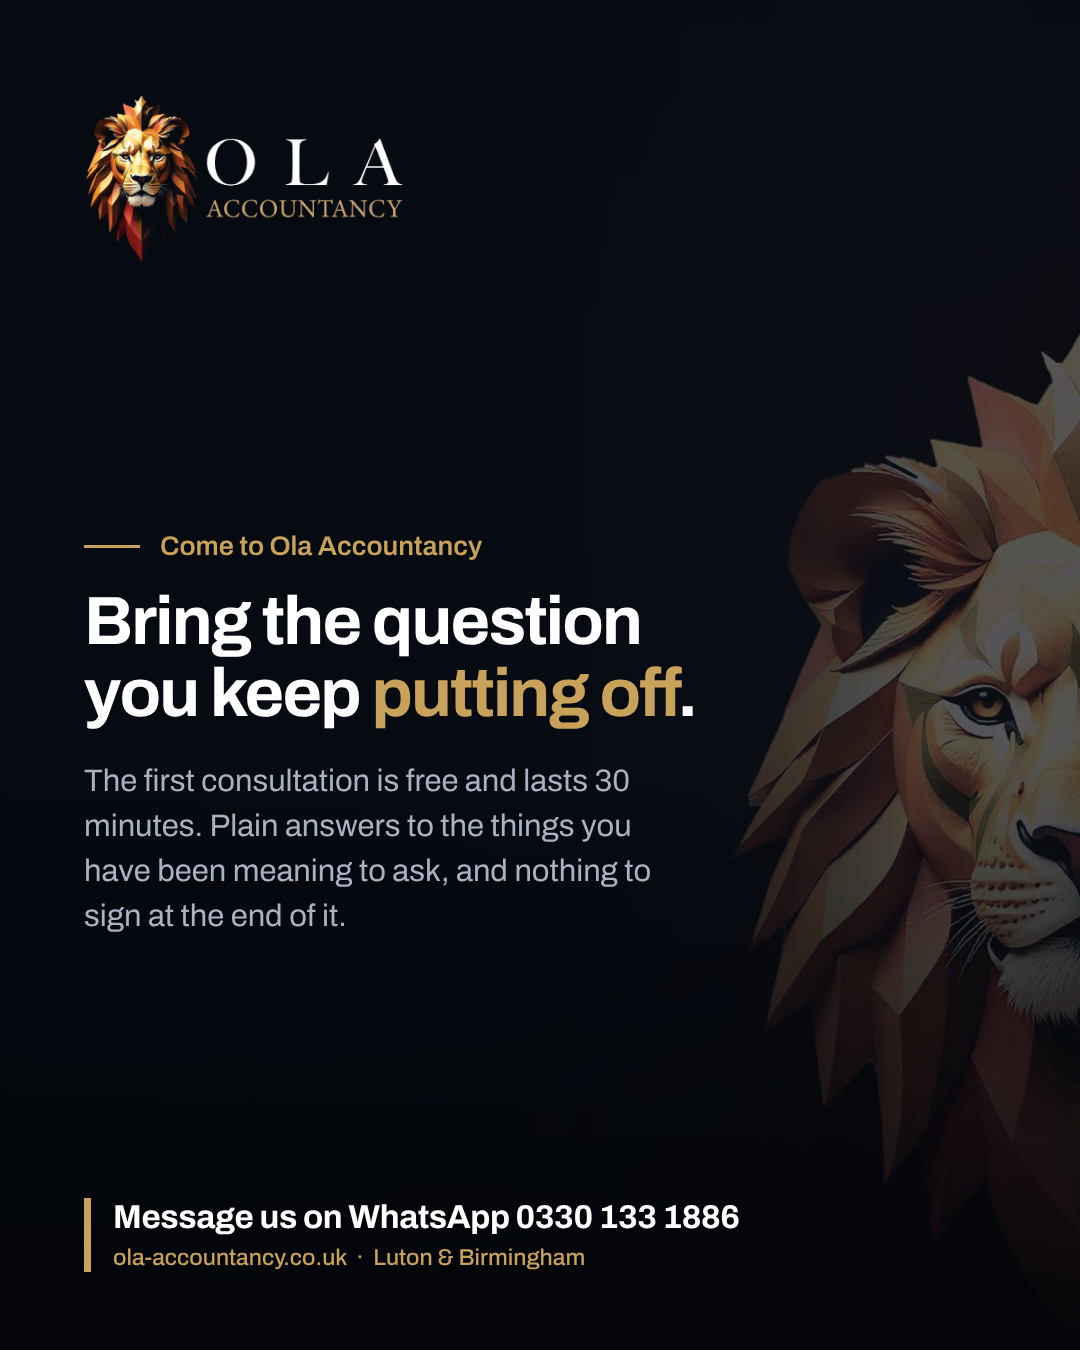 OLA
ACCOUNTANCY
Come to Ola Accountancy
Bring the question
you keep putting off.
The first consultation is free and lasts 30
minutes. Plain answers to the things you
have been meaning to ask, and nothing to
sign at the end of it.
Message us on WhatsApp 0330 133 1886
ola-accountancy.co.uk · Luton & Birmingham